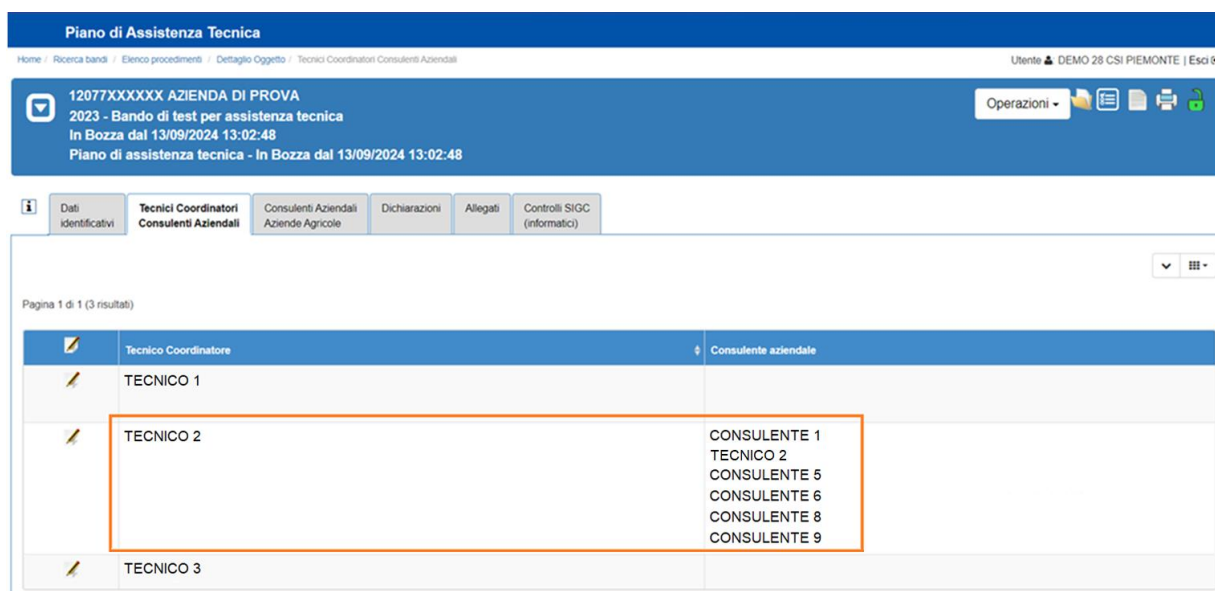 Piano di Assistenza Tecnica
Home / Ricerca bandi / Elenco procedimenti / Dettaglio Oggetto / Tecnici Coordinatori Consulenti Aziendali
Utente DEMO 28 CSI PIEMONTE | Esci
12077XXXXXX AZIENDA DI PROVA
2023 - Bando di test per assistenza tecnica
In Bozza dal 13/09/2024 13:02:48
Piano di assistenza tecnica - In Bozza dal 13/09/2024 13:02:48
Operazioni
i
Dati
identificativi
Tecnici Coordinatori
Consulenti Aziendali
Consulenti Aziendali
Aziende Agricole
Dichiarazioni
Allegati
Controlli SIGC
(informatici)
Pagina 1 di 1 (3 risultati)
Tecnico Coordinatore
Consulente aziendale
TECNICO 1
TECNICO 2
CONSULENTE 1
TECNICO 2
CONSULENTE 5
CONSULENTE 6
CONSULENTE 8
CONSULENTE 9
TECNICO 3